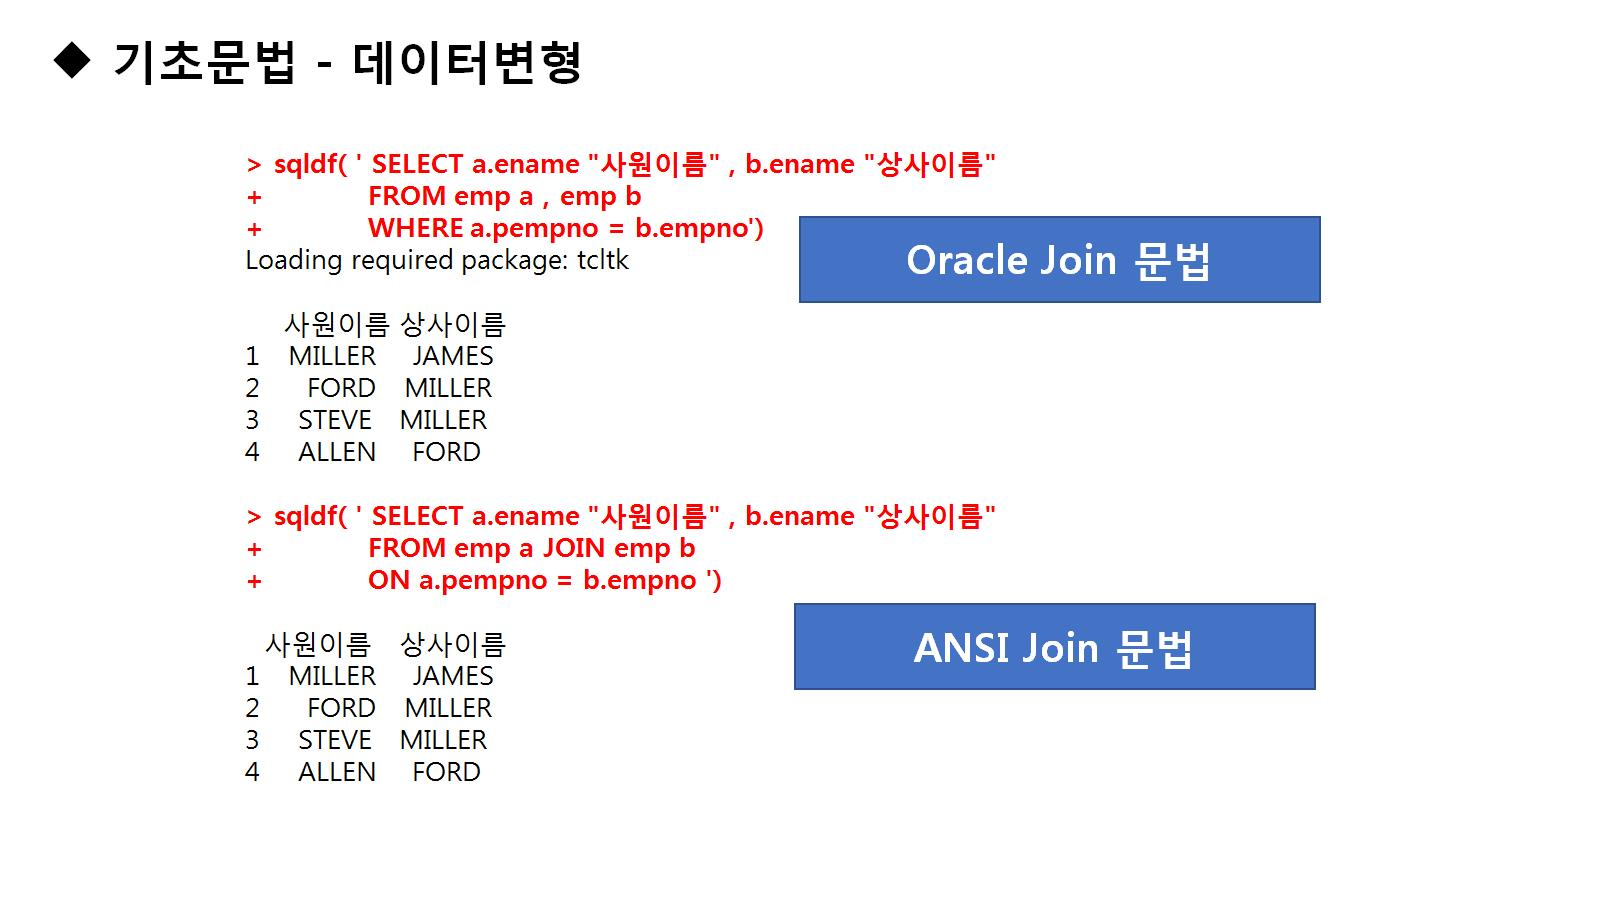 ◆ 기초문법 - 데이터변형
> sqldf( ' SELECT a.ename "사원이름" , b.ename "상사이름"
+ FROM emp a , emp b
+ WHERE a.pempno = b.empno')
Loading required package: tcltk
Oracle Join 문법
사원이름 상사이름
1 MILLER JAMES
2 FORD MILLER
3 STEVE MILLER
4 ALLEN FORD
> sqldf( ' SELECT a.ename "사원이름" , b.ename "상사이름"
+ FROM emp a JOIN emp b
+ ON a.pempno = b.empno ')
ANSI Join 문법
사원이름 상사이름
1 MILLER JAMES
2 FORD MILLER
3 STEVE MILLER
4 ALLEN FORD